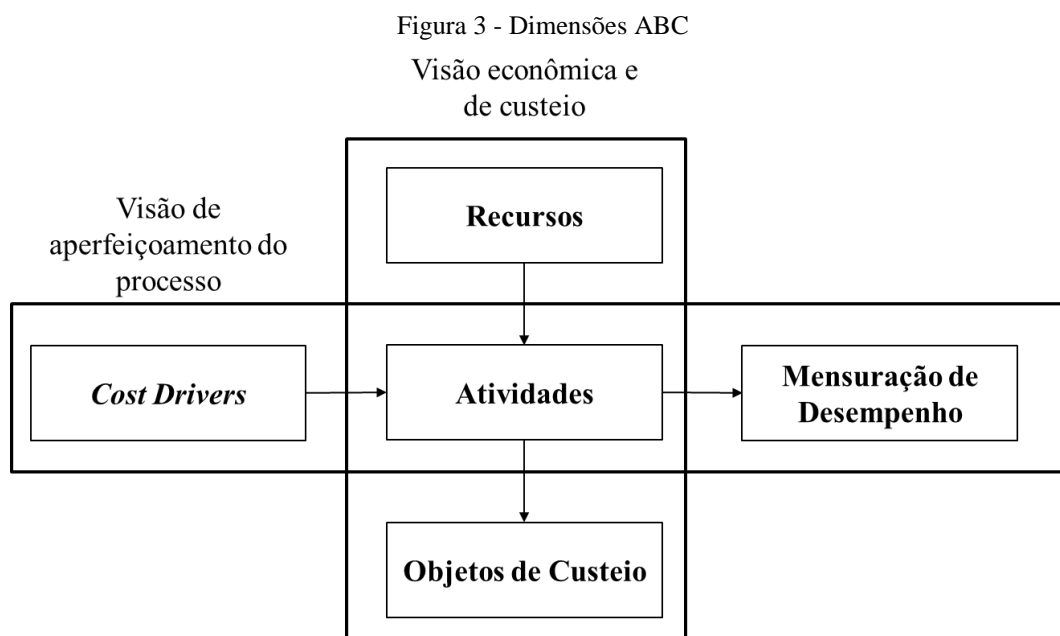 Figura 3 - Dimensões ABC
Visão econômica e
de custeio
Visão de
aperfeiçoamento do
processo
Recursos
Cost Drivers
Atividades
Mensuração de
Desempenho
Objetos de Custeio